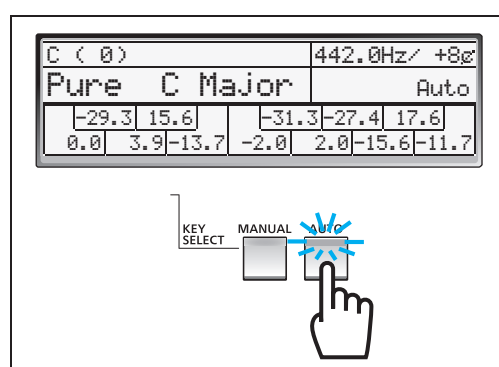 C ( 0) 442.0Hz/ +8¢
Pure C Major Auto
-29.3 15.6 -31.3 -27.4 17.6
0.0 3.9 -13.7 -2.0 2.0 -15.6 -11.7
KEY SELECT MANUAL AUTO